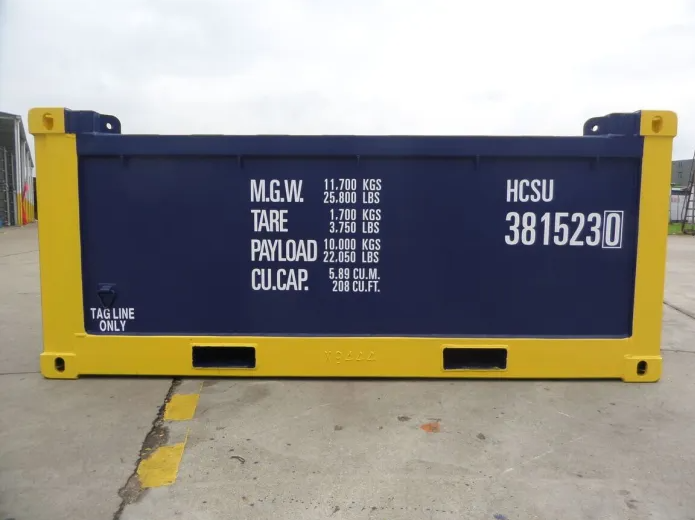 M.G.W. 11.700 KGS
25.800 LBS
TARE 1.700 KGS
3.750 LBS
PAYLOAD 10.000 KGS
22.050 LBS
CU.CAP. 5.89 CU.M.
208 CU.FT.
HCSU
3815230
TAG LINE
ONLY